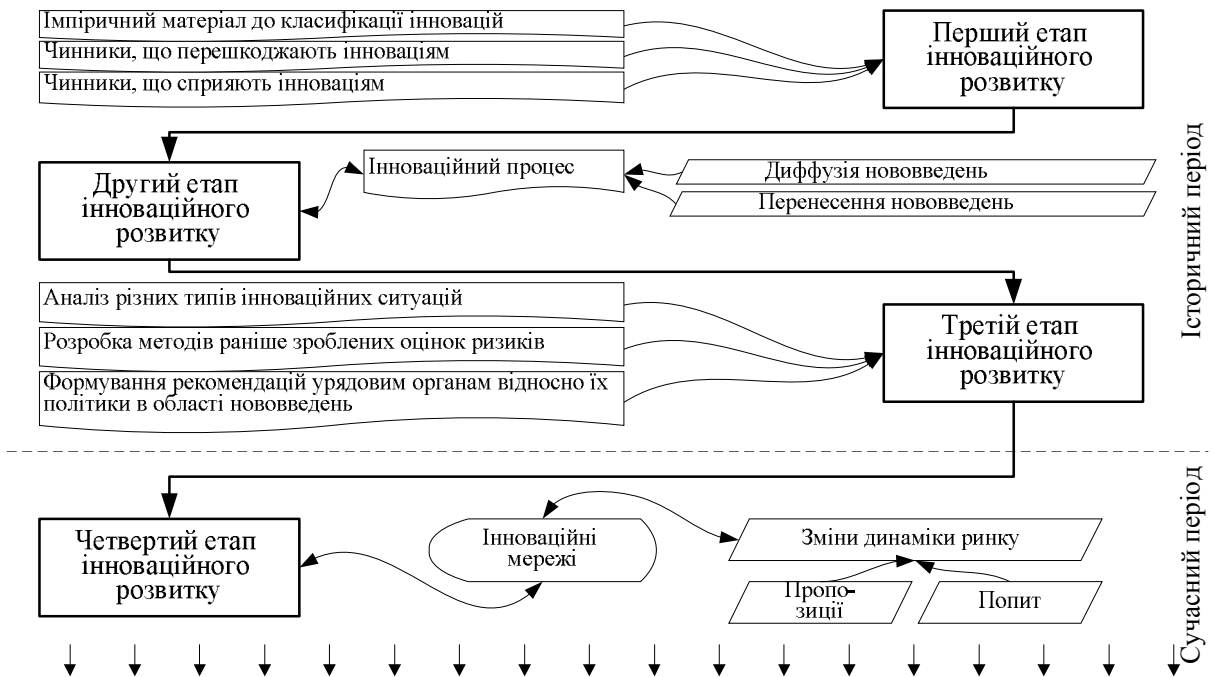 Імпіричний матеріал до класифікації інновацій
Чинники, що перешкоджають інноваціям
Чинники, що сприяють інноваціям
Перший етап
інноваційного
розвитку
Другий етап
інноваційного
розвитку
Інноваційний процес
Диффузія нововведень
Перенесення нововведень
Аналіз різних типів інноваційних ситуацій
Розробка методів раніше зроблених оцінок ризиків
Формування рекомендацій урядовим органам відносно їх
політики в області нововведень
Третій етап
інноваційного
розвитку
Історичний період
Четвертий етап
інноваційного
розвитку
Інноваційні
мережі
Зміни динаміки ринку
Пропо-
зиції
Попит
Сучасний період